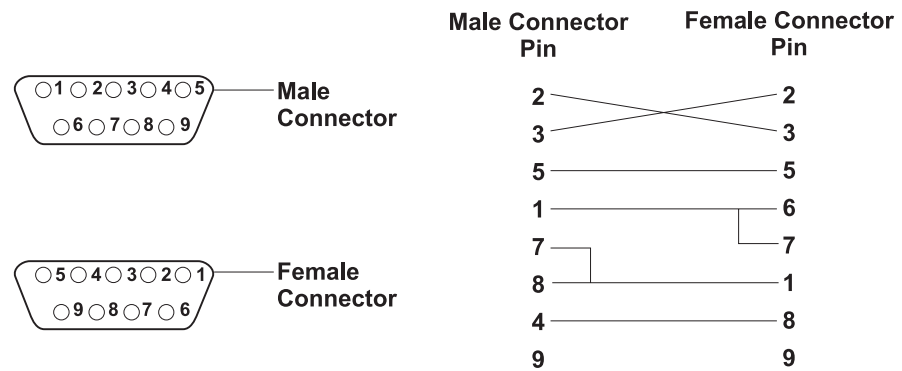 Male Connector Pin
Female Connector Pin
1 2 3 4 5
6 7 8 9
Male Connector
5 4 3 2 1
9 8 7 6
Female Connector
2 2
3 3
5 5
1 6
7 7
8 1
4 8
9 9